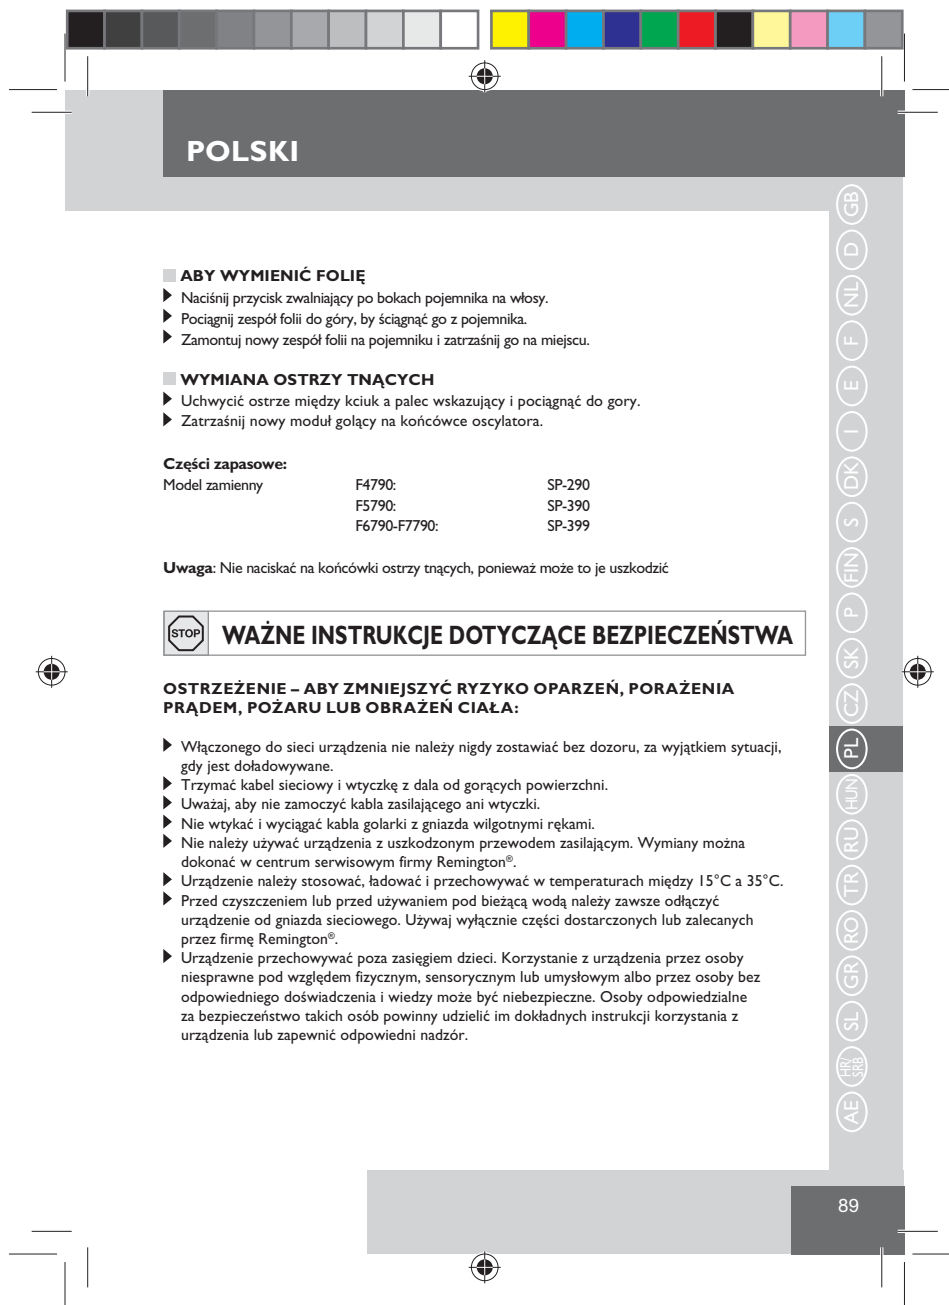 POLSKI
ABY WYMIENIĆ FOLIĘ
Naciśnij przycisk zwalniający po bokach pojemnika na włosy.
Pociągnij zespół folii do góry, by ściągnąć go z pojemnika.
Zamontuj nowy zespół folii na pojemniku i zatrzaśnij go na miejscu.
WYMIANA OSTRZY TNĄCYCH
Uchwycić ostrze między kciuk a palec wskazujący i pociągnąć do gory.
Zatrzaśnij nowy moduł golący na końcówce oscylatora.
Części zapasowe:
Model zamienny F4790: SP-290
F5790: SP-390
F6790-F7790: SP-399
Uwaga: Nie naciskać na końcówki ostrzy tnących, ponieważ może to je uszkodzić
STOP WAŻNE INSTRUKCJE DOTYCZĄCE BEZPIECZEŃSTWA
OSTRZEŻENIE – ABY ZMNIEJSZYĆ RYZYKO OPARZEŃ, PORAŻENIA
PRĄDEM, POŻARU LUB OBRAŻEŃ CIAŁA:
Włączonego do sieci urządzenia nie należy nigdy zostawiać bez dozoru, za wyjątkiem sytuacji,
gdy jest doładowywane.
Trzymać kabel sieciowy i wtyczkę z dala od gorących powierzchni.
Uważaj, aby nie zamoczyć kabla zasilającego ani wtyczki.
Nie wtykać i wyciągać kabla golarki z gniazda wilgotnymi rękami.
Nie należy używać urządzenia z uszkodzonym przewodem zasilającym. Wymiany można
dokonać w centrum serwisowym firmy Remington®.
Urządzenie należy stosować, ładować i przechowywać w temperaturach między 15°C a 35°C.
Przed czyszczeniem lub przed używaniem pod bieżącą wodą należy zawsze odłączyć
urządzenie od gniazda sieciowego. Używaj wyłącznie części dostarczonych lub zalecanych
przez firmę Remington®.
Urządzenie przechowywać poza zasięgiem dzieci. Korzystanie z urządzenia przez osoby
niesprawne pod względem fizycznym, sensorycznym lub umysłowym albo przez osoby bez
odpowiedniego doświadczenia i wiedzy może być niebezpieczne. Osoby odpowiedzialne
za bezpieczeństwo takich osób powinny udzielić im dokładnych instrukcji korzystania z
urządzenia lub zapewnić odpowiedni nadzór.
GB
D
NL
F
E
I
DK
S
FIN
P
SK
CZ
PL
HUN
RU
TR
RO
GR
SL
HR/
SRB
AE
89